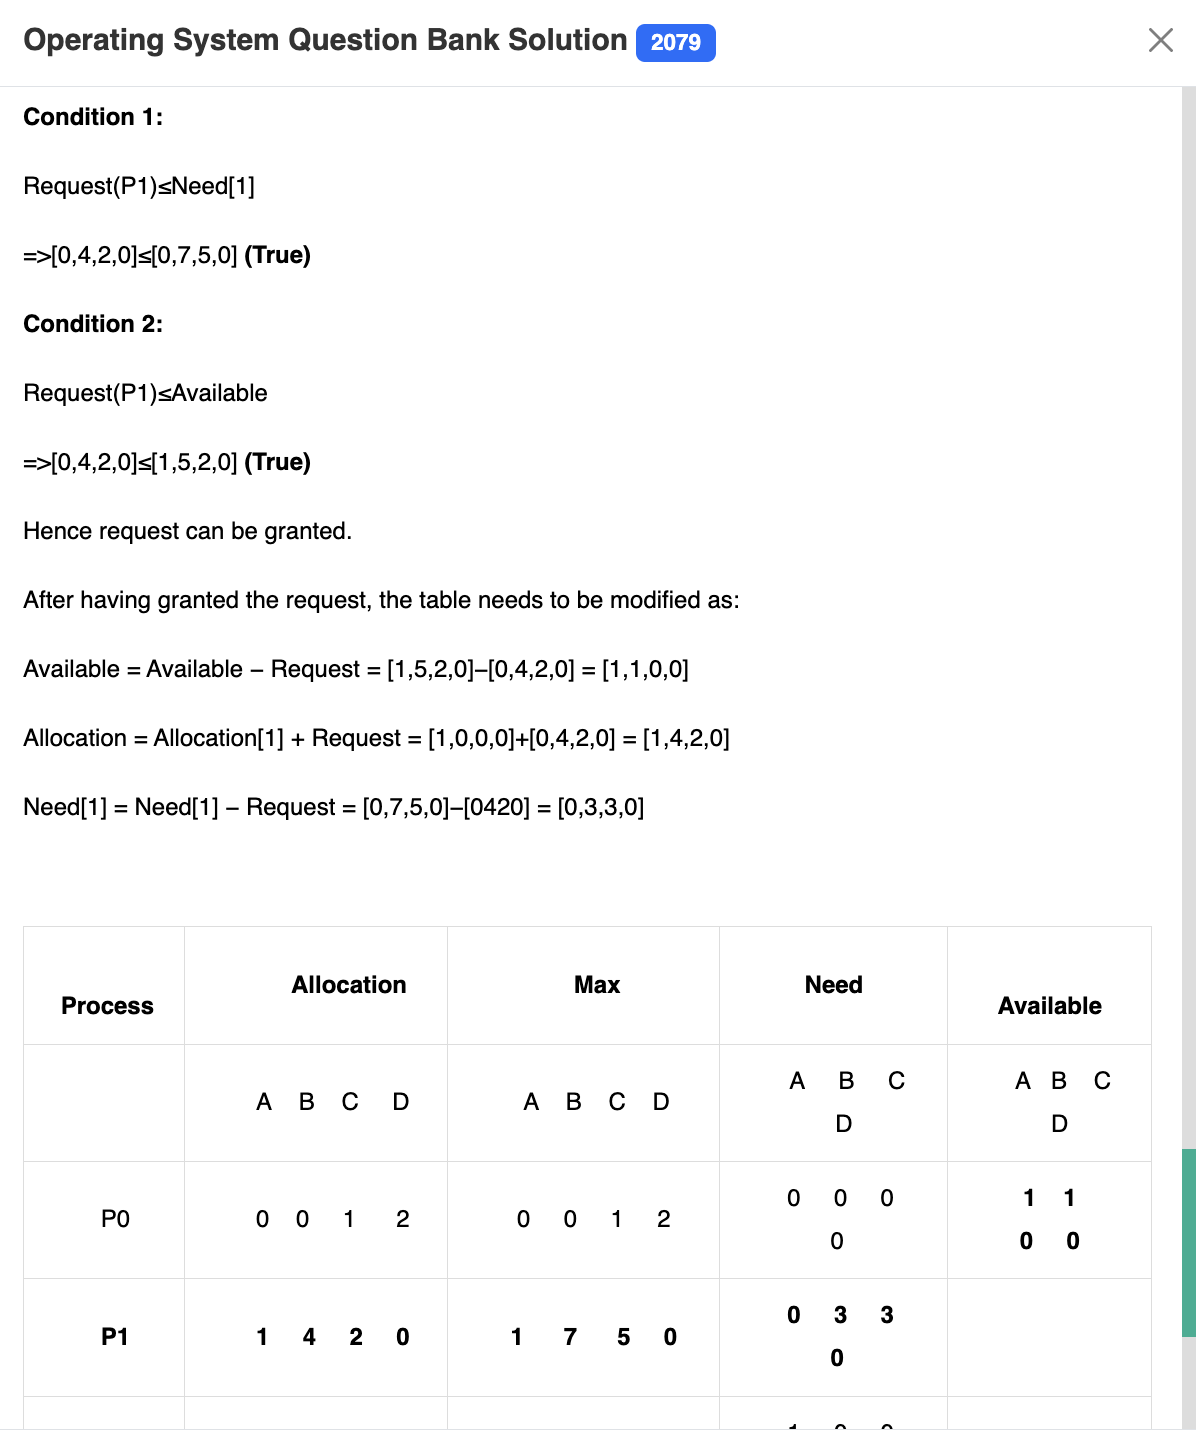 Operating System Question Bank Solution 2079
Condition 1:
Request(P1)≤Need[1]
=>[0,4,2,0]≤[0,7,5,0] (True)
Condition 2:
Request(P1)≤Available
=>[0,4,2,0]≤[1,5,2,0] (True)
Hence request can be granted.
After having granted the request, the table needs to be modified as:
Available = Available – Request = [1,5,2,0]–[0,4,2,0] = [1,1,0,0]
Allocation = Allocation[1] + Request = [1,0,0,0]+[0,4,2,0] = [1,4,2,0]
Need[1] = Need[1] – Request = [0,7,5,0]–[0420] = [0,3,3,0]
Process Allocation Max Need Available
A B C D A B C D A B C D A B C D
P0 0 0 1 2 0 0 1 2 0 0 0 0 1 1 0 0
P1 1 4 2 0 1 7 5 0 0 3 3 0